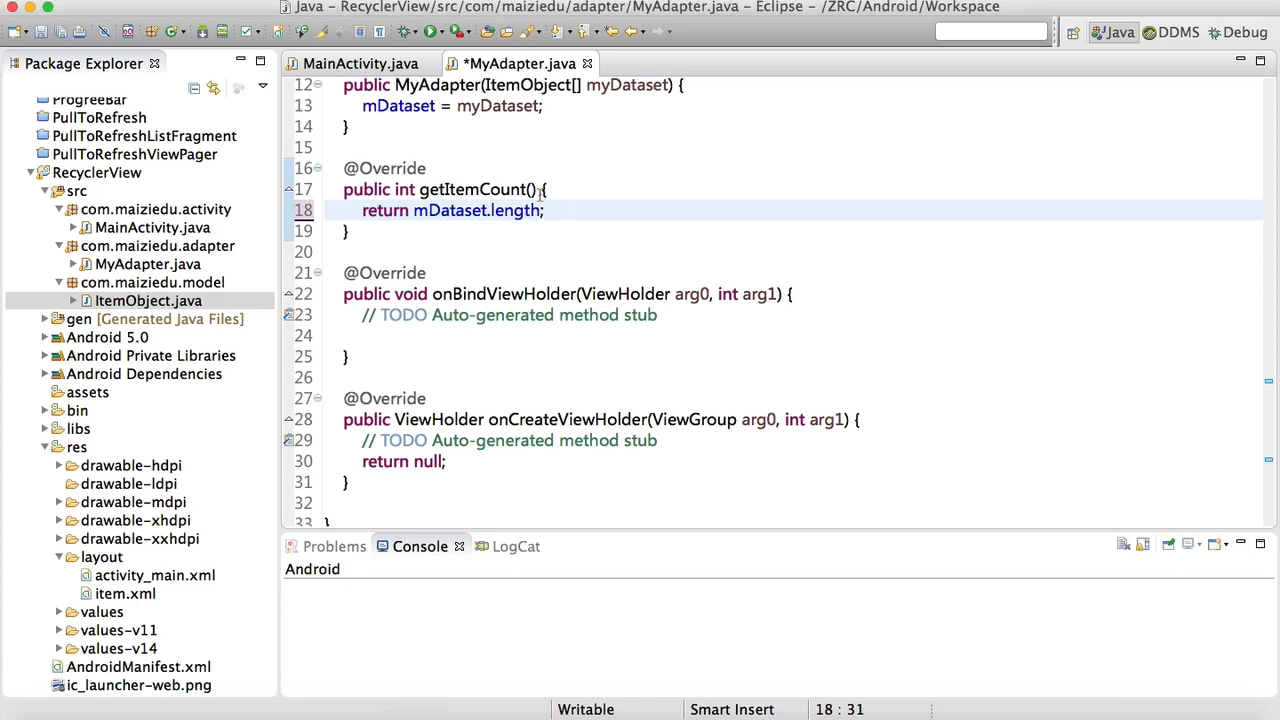 Java – RecyclerView/src/com/maiziedu/adapter/MyAdapter.java – Eclipse – /ZRC/Android/Workspace
Java
DDMS
Debug
Package Explorer
MainActivity.java
*MyAdapter.java
ProgreeBar
PullToRefresh
PullToRefreshListFragment
PullToRefreshViewPager
RecyclerView
src
com.maiziedu.activity
MainActivity.java
com.maiziedu.adapter
MyAdapter.java
com.maiziedu.model
ItemObject.java
gen [Generated Java Files]
Android 5.0
Android Private Libraries
Android Dependencies
assets
bin
libs
res
drawable-hdpi
drawable-ldpi
drawable-mdpi
drawable-xhdpi
drawable-xxhdpi
layout
activity_main.xml
item.xml
values
values-v11
values-v14
AndroidManifest.xml
ic_launcher-web.png
12 public MyAdapter(ItemObject[] myDataset) {
13 mDataset = myDataset;
14 }
15
16 @Override
17 public int getItemCount() {
18 return mDataset.length;
19 }
20
21 @Override
22 public void onBindViewHolder(ViewHolder arg0, int arg1) {
23 // TODO Auto-generated method stub
24
25 }
26
27 @Override
28 public ViewHolder onCreateViewHolder(ViewGroup arg0, int arg1) {
29 // TODO Auto-generated method stub
30 return null;
31 }
32
33 }
Problems
Console
LogCat
Android
Writable
Smart Insert
18 : 31